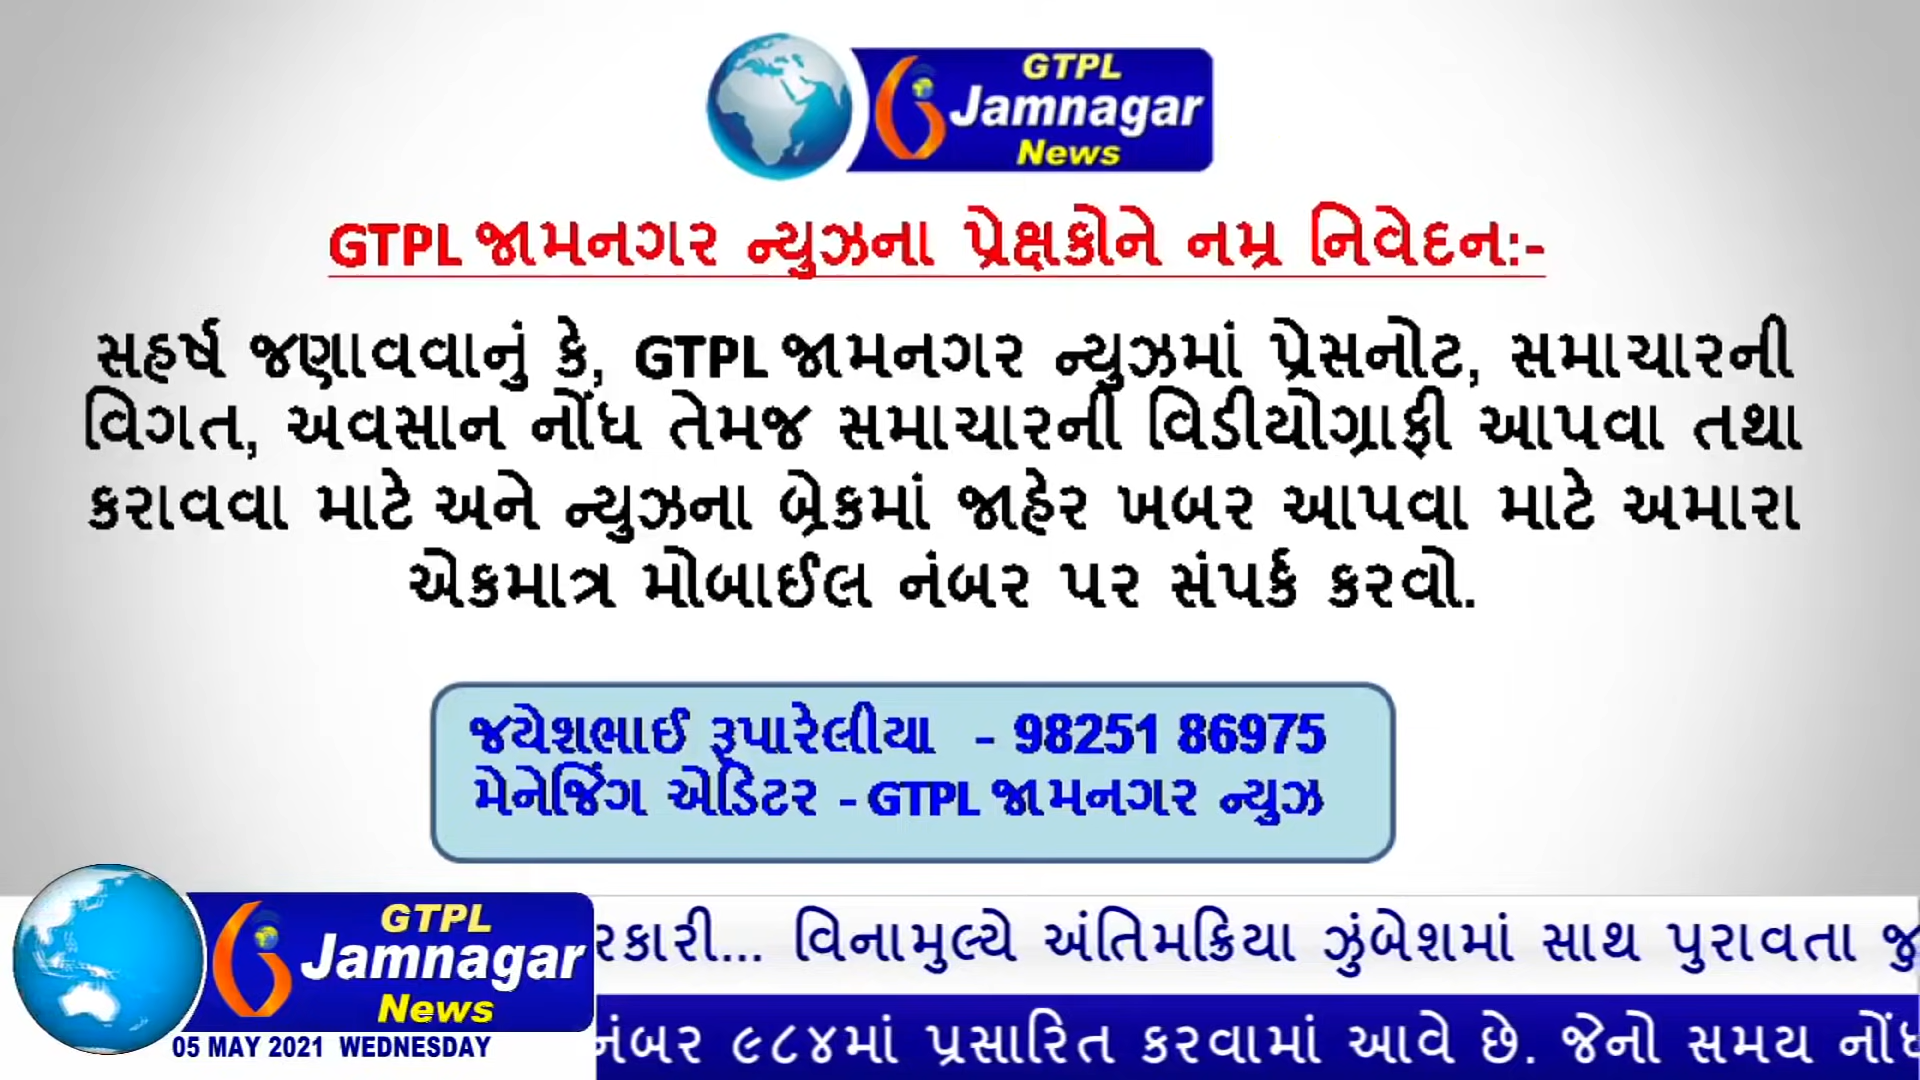 GTPL
Jamnagar
News
GTPL જામનગર ન્યુઝના પ્રેક્ષકોને નમ્ર નિવેદન:-
સહર્ષ જણાવવાનું કે, GTPL જામનગર ન્યુઝમાં પ્રેસનોટ, સમાચારની
વિગત, અવસાન નોંધ તેમજ સમાચારની વિડીયોગ્રાફી આપવા તથા
કરાવવા માટે અને ન્યુઝના બ્રેકમાં જાહેર ખબર આપવા માટે અમારા
એકમાત્ર મોબાઈલ નંબર પર સંપર્ક કરવો.
જયેશભાઈ રૂપારેલીયા - 98251 86975
મેનેજિંગ એડિટર - GTPL જામનગર ન્યુઝ
GTPL
Jamnagar
News
05 MAY 2021 WEDNESDAY
રકારી... વિનામુલ્યે અંતિમક્રિયા ઝુંબેશમાં સાથ પુરાવતા
નંબર ૯૮૪માં પ્રસારિત કરવામાં આવે છે. જેનો સમય